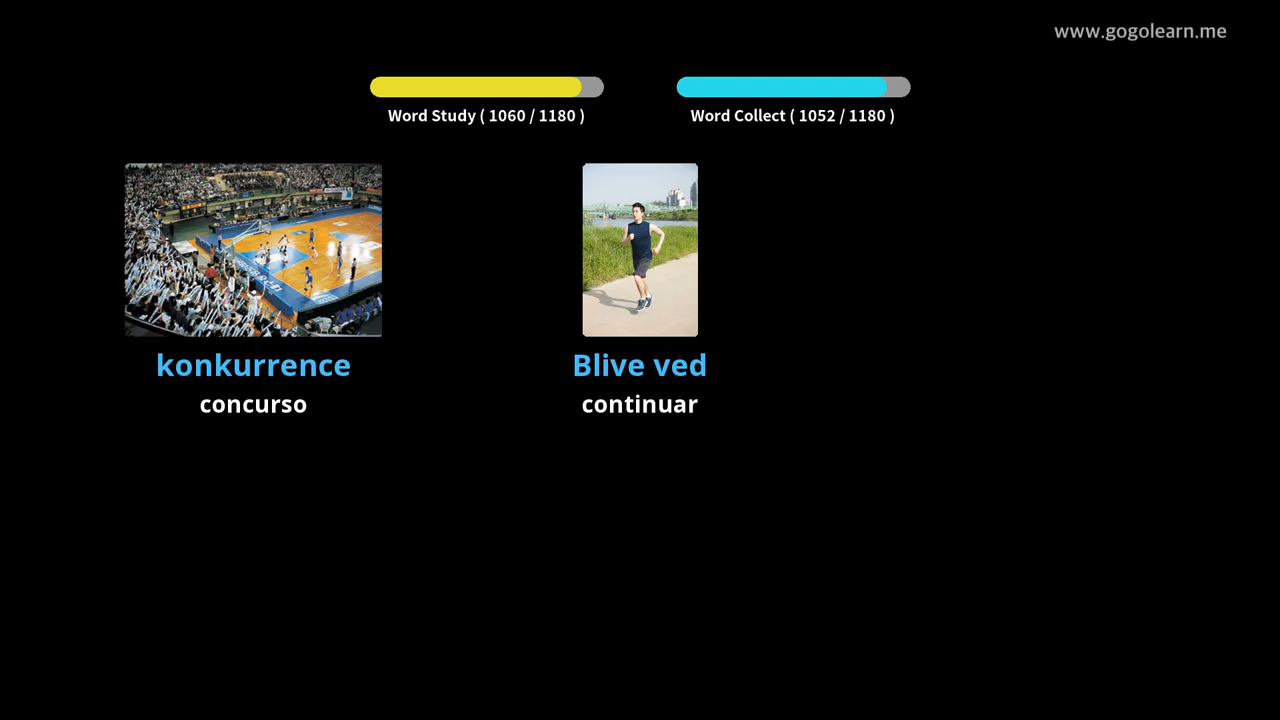 www.gogolearn.me
Word Study ( 1060 / 1180 )
Word Collect ( 1052 / 1180 )
konkurrence
Blive ved
concurso
continuar